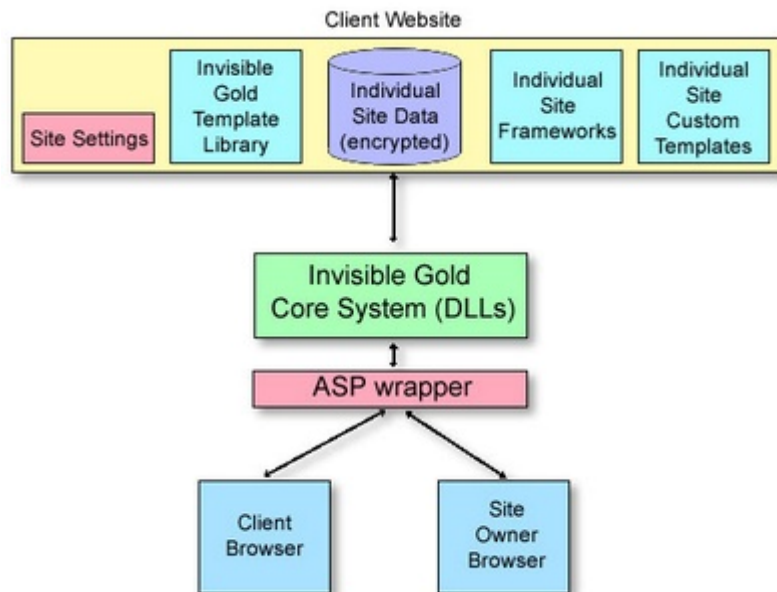 Client Website
Site Settings
Invisible
Gold
Template
Library
Individual
Site Data
(encrypted)
Individual
Site
Frameworks
Individual
Site
Custom
Templates
Invisible Gold
Core System (DLLs)
ASP wrapper
Client
Browser
Site
Owner
Browser